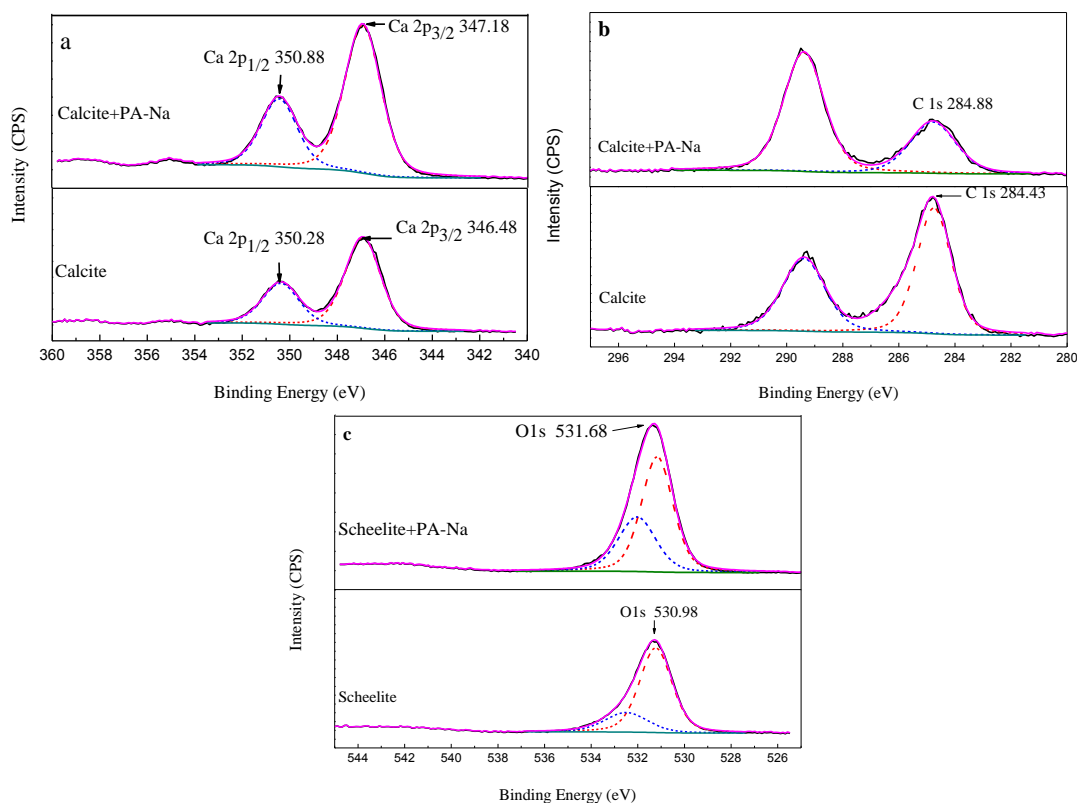 a
Ca 2p3/2 347.18
Ca 2p1/2 350.88
Calcite+PA-Na
Ca 2p1/2 350.28
Ca 2p3/2 346.48
Calcite
Intensity (CPS)
360 358 356 354 352 350 348 346 344 342 340
Binding Energy (eV)
b
C 1s 284.88
Calcite+PA-Na
C 1s 284.43
Calcite
Intensity (CPS)
296 294 292 290 288 286 284 282 280
Binding Energy (eV)
c
O1s 531.68
Scheelite+PA-Na
O1s 530.98
Scheelite
Intensity (CPS)
544 542 540 538 536 534 532 530 528 526
Binding Energy (eV)